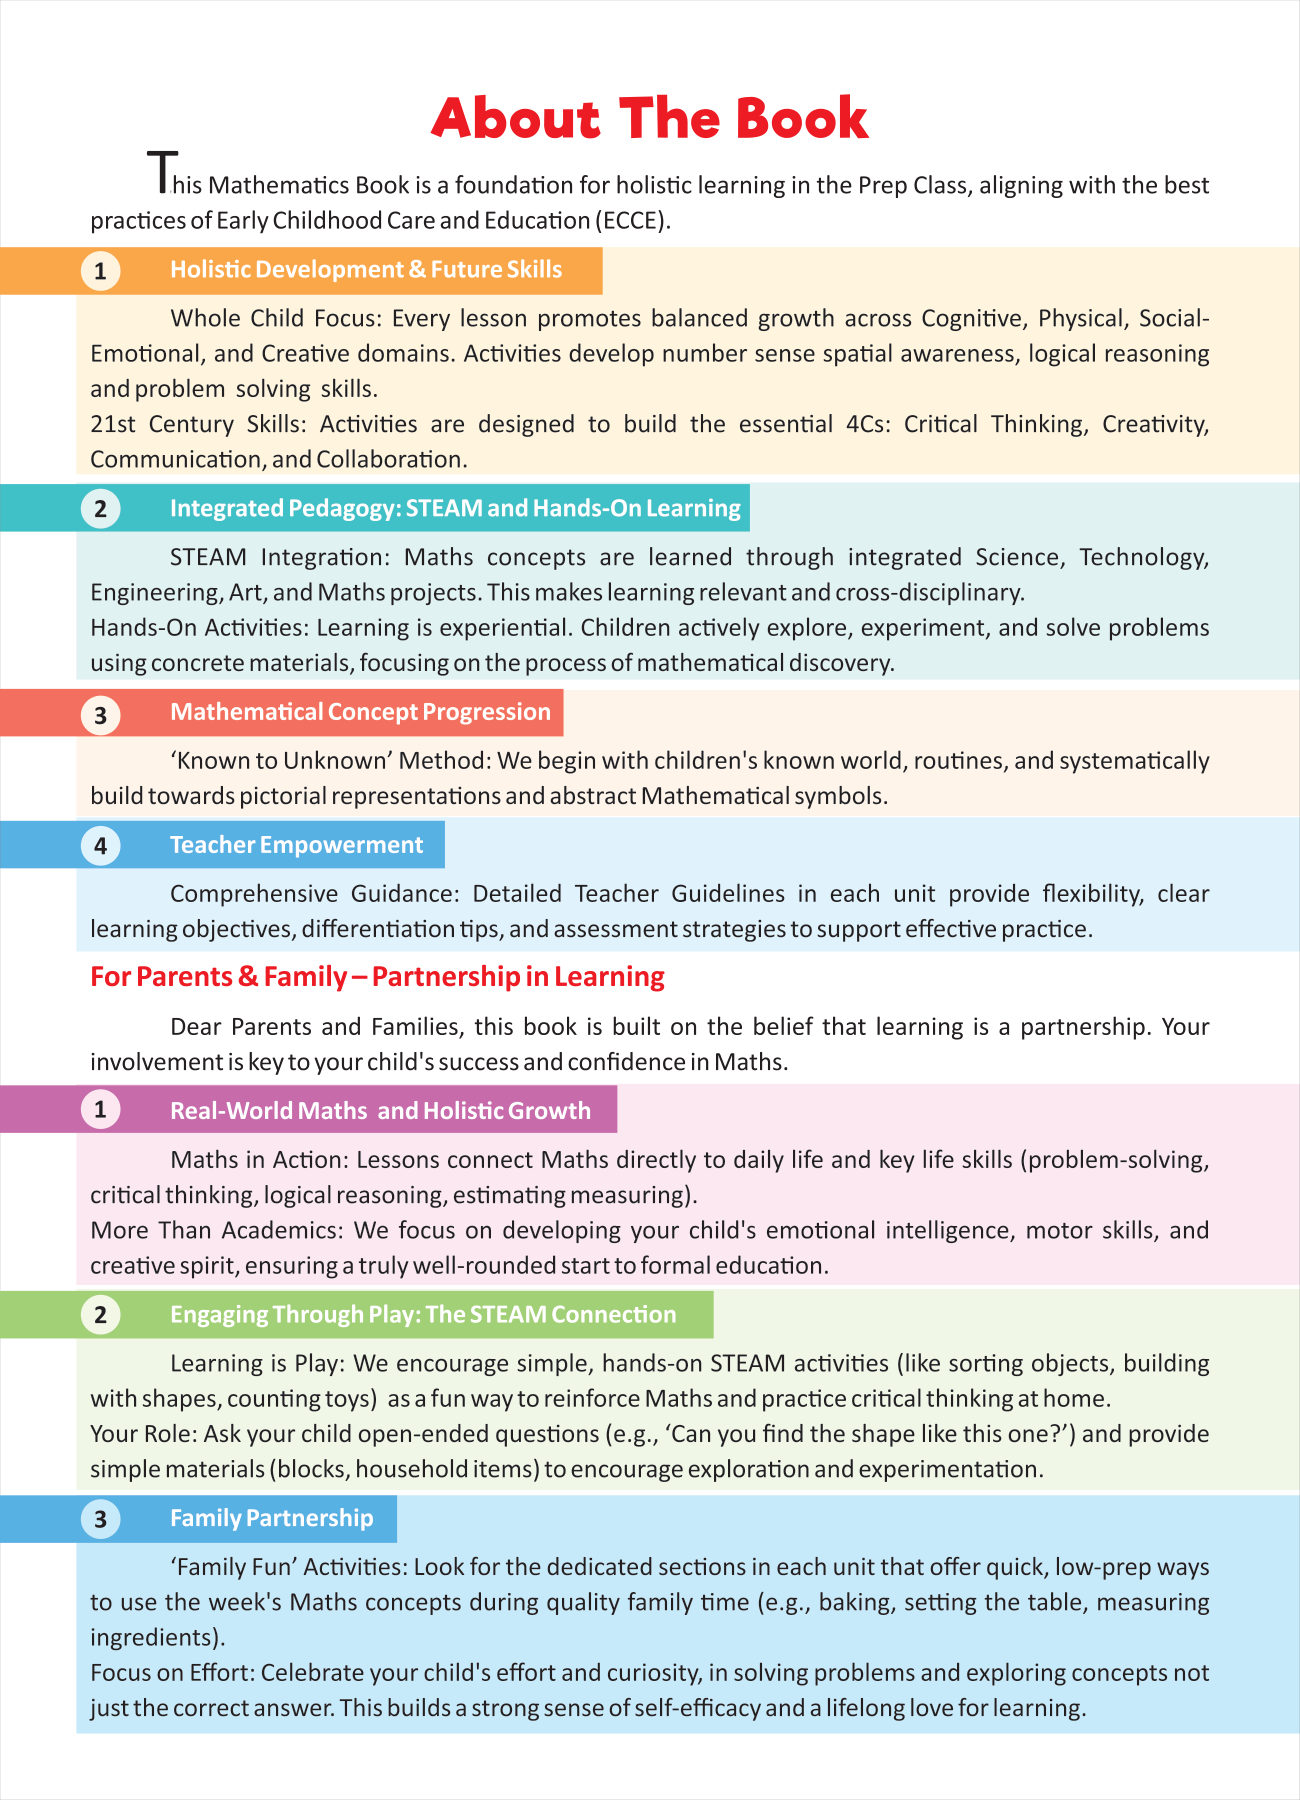 About The Book
This Mathematics Book is a foundation for holistic learning in the Prep Class, aligning with the best
practices of Early Childhood Care and Education (ECCE).
1 Holistic Development & Future Skills
Whole Child Focus: Every lesson promotes balanced growth across Cognitive, Physical, Social-
Emotional, and Creative domains. Activities develop number sense spatial awareness, logical reasoning
and problem solving skills.
21st Century Skills: Activities are designed to build the essential 4Cs: Critical Thinking, Creativity,
Communication, and Collaboration.
2 Integrated Pedagogy: STEAM and Hands-On Learning
STEAM Integration: Maths concepts are learned through integrated Science, Technology,
Engineering, Art, and Maths projects. This makes learning relevant and cross-disciplinary.
Hands-On Activities: Learning is experiential. Children actively explore, experiment, and solve problems
using concrete materials, focusing on the process of mathematical discovery.
3 Mathematical Concept Progression
‘Known to Unknown’ Method: We begin with children's known world, routines, and systematically
build towards pictorial representations and abstract Mathematical symbols.
4 Teacher Empowerment
Comprehensive Guidance: Detailed Teacher Guidelines in each unit provide flexibility, clear
learning objectives, differentiation tips, and assessment strategies to support effective practice.
For Parents & Family – Partnership in Learning
Dear Parents and Families, this book is built on the belief that learning is a partnership. Your
involvement is key to your child's success and confidence in Maths.
1 Real-World Maths and Holistic Growth
Maths in Action: Lessons connect Maths directly to daily life and key life skills (problem-solving,
critical thinking, logical reasoning, estimating measuring).
More Than Academics: We focus on developing your child's emotional intelligence, motor skills, and
creative spirit, ensuring a truly well-rounded start to formal education.
2 Engaging Through Play: The STEAM Connection
Learning is Play: We encourage simple, hands-on STEAM activities (like sorting objects, building
with shapes, counting toys) as a fun way to reinforce Maths and practice critical thinking at home.
Your Role: Ask your child open-ended questions (e.g., ‘Can you find the shape like this one?’) and provide
simple materials (blocks, household items) to encourage exploration and experimentation.
3 Family Partnership
‘Family Fun’ Activities: Look for the dedicated sections in each unit that offer quick, low-prep ways
to use the week's Maths concepts during quality family time (e.g., baking, setting the table, measuring
ingredients).
Focus on Effort: Celebrate your child's effort and curiosity, in solving problems and exploring concepts not
just the correct answer. This builds a strong sense of self-efficacy and a lifelong love for learning.